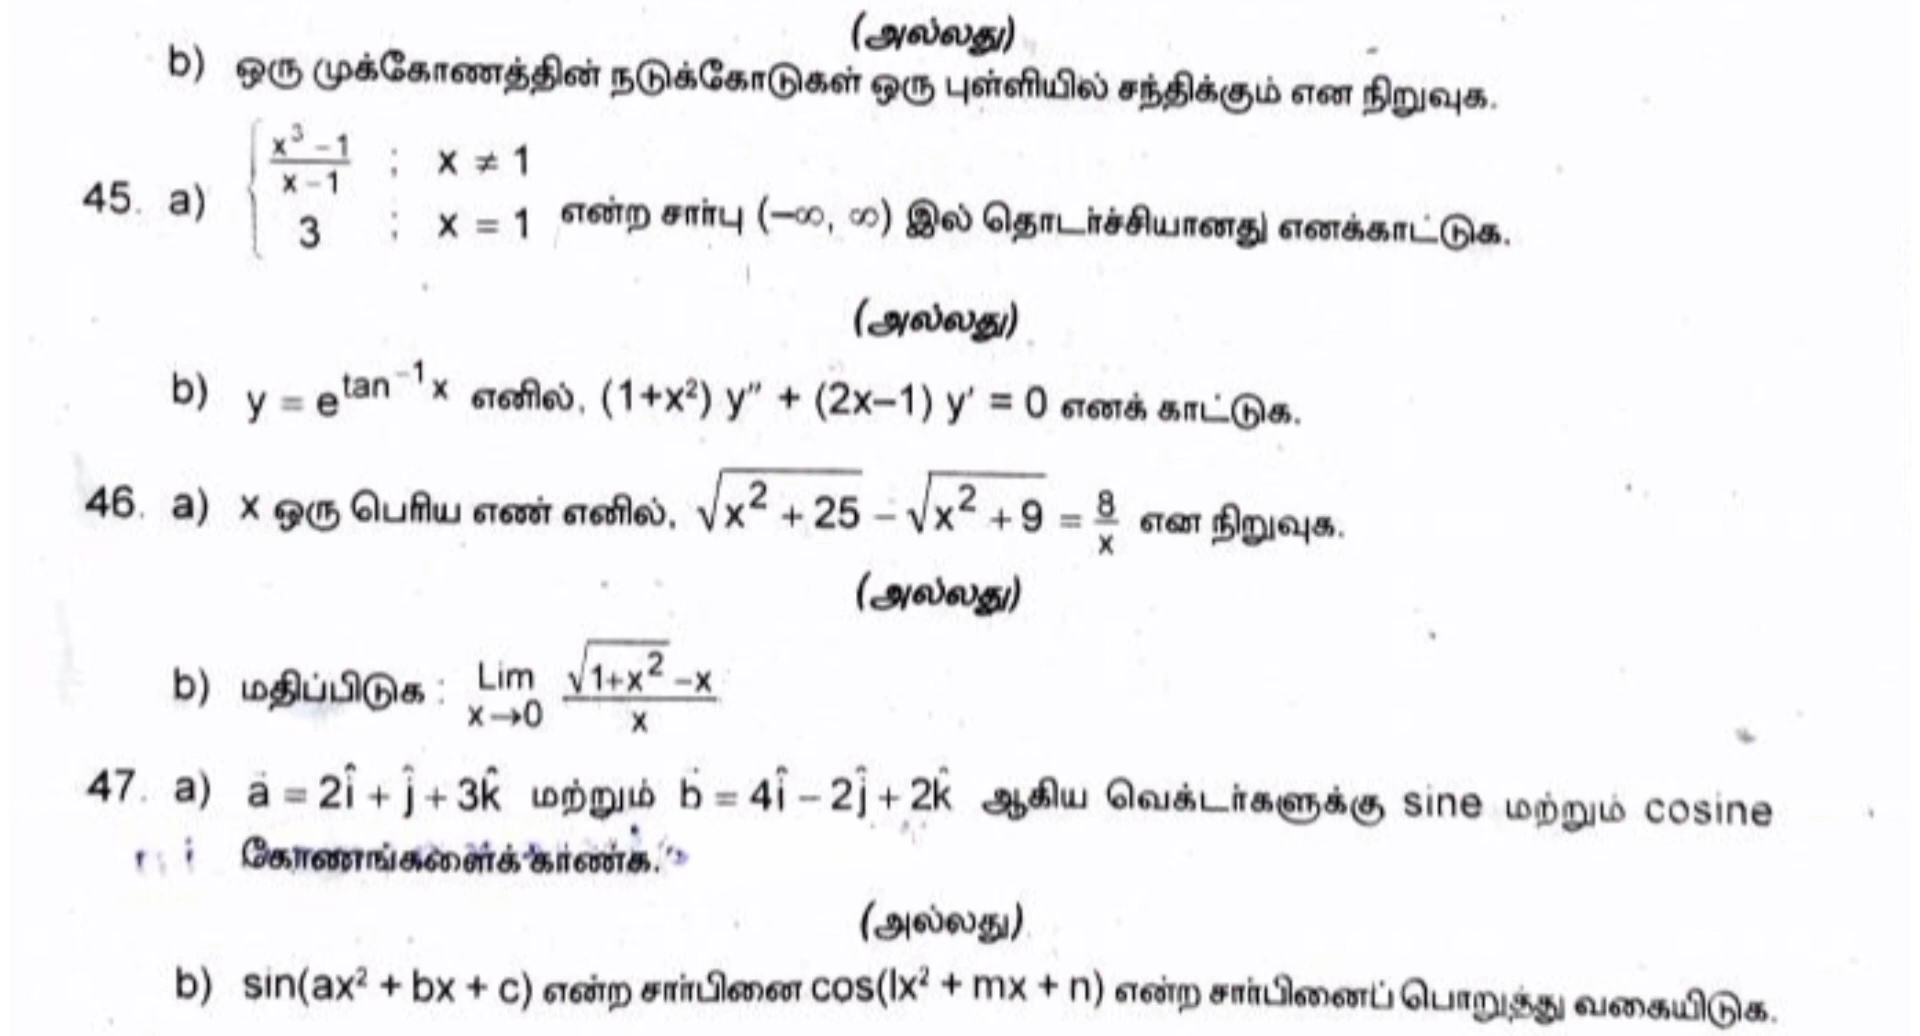 (அல்லது)
b) ஒரு முக்கோணத்தின் நடுக்கோடுகள் ஒரு புள்ளியில் சந்திக்கும் என நிறுவுக.
45. a) { (x³ − 1)/(x − 1) ; x ≠ 1
3 ; x = 1 என்ற சார்பு (−∞, ∞) இல் தொடர்ச்சியானது எனக்காட்டுக.
(அல்லது)
b) y = e^(tan⁻¹x) எனில், (1+x²) y″ + (2x−1) y′ = 0 எனக் காட்டுக.
46. a) x ஒரு பெரிய எண் எனில், √(x² + 25) − √(x² + 9) = 8/x என நிறுவுக.
(அல்லது)
b) மதிப்பிடுக : Lim x→0 (√(1+x²) − x)/x
47. a) a = 2î + ĵ + 3k̂ மற்றும் b = 4î − 2ĵ + 2k̂ ஆகிய வெக்டர்களுக்கு sine மற்றும் cosine
கோணங்களைக் காண்க.
(அல்லது)
b) sin(ax² + bx + c) என்ற சார்பினை cos(lx² + mx + n) என்ற சார்பினைப் பொறுத்து வகையிடுக.